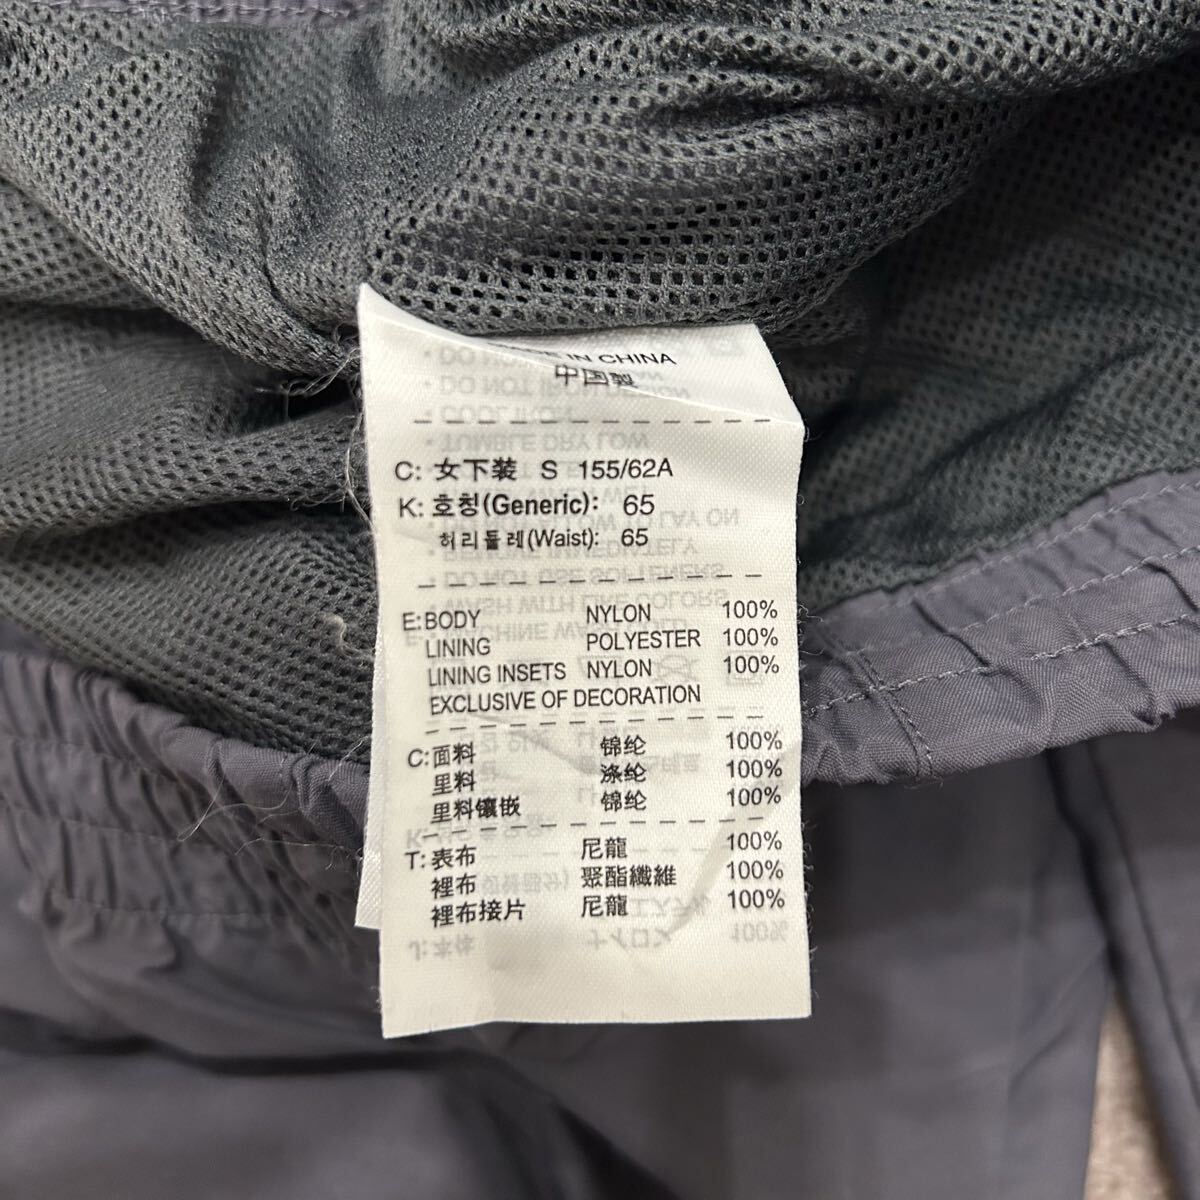 IN CHINA
中国製
C: 女下装 S 155/62A
K: 호칭(Generic): 65
허리둘레(Waist): 65
E: BODY NYLON 100%
LINING POLYESTER 100%
LINING INSETS NYLON 100%
EXCLUSIVE OF DECORATION
C: 面料 锦纶 100%
里料 涤纶 100%
里料镶嵌 锦纶 100%
T: 表布 尼龍 100%
裡布 聚酯纖維 100%
裡布接片 尼龍 100%